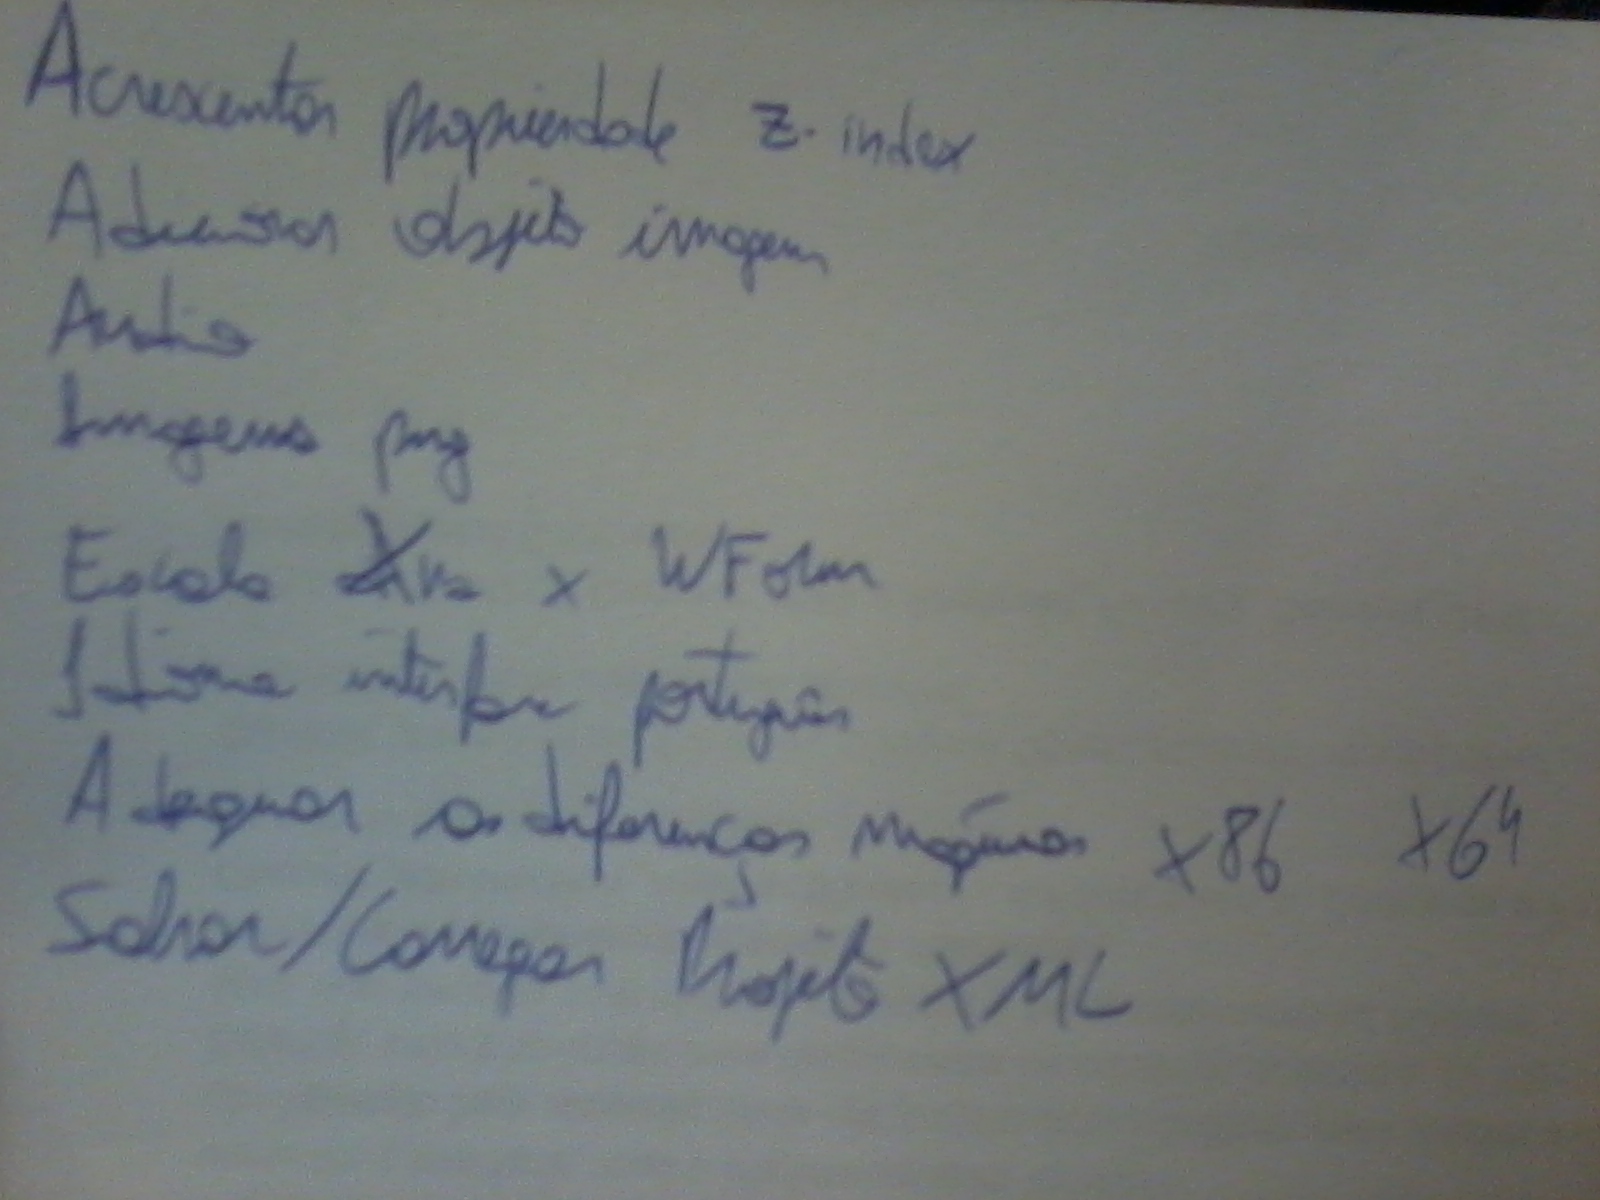 Acrescentar propriedade z-index
Adicionar objeto imagem
Audio
Imagens png
Escala x WForm
Idioma interface português
Adequar as diferenças máquinas x86 x64
Salvar/Carregar Projeto XML